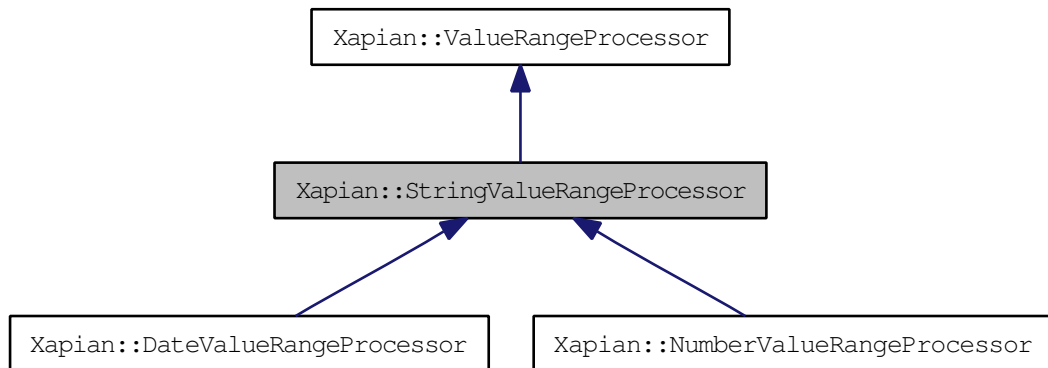 Xapian::ValueRangeProcessor
Xapian::StringValueRangeProcessor
Xapian::DateValueRangeProcessor
Xapian::NumberValueRangeProcessor